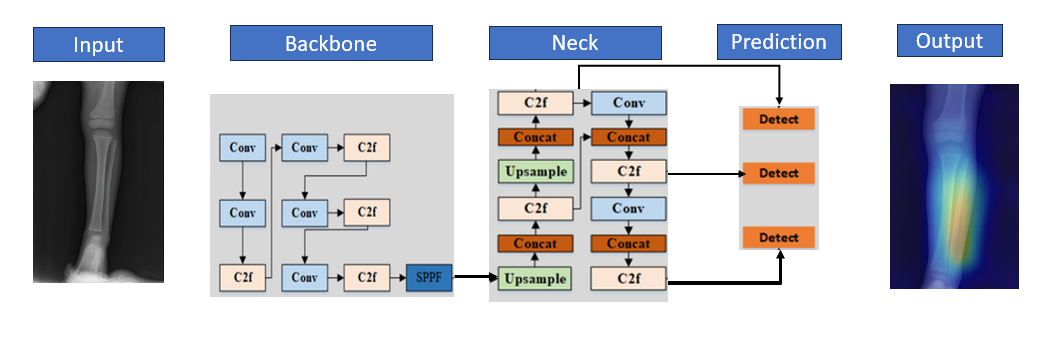 Input
Backbone
Neck
Prediction
Output
Conv
Conv
C2f
Conv
C2f
Conv
C2f
Conv
C2f
SPPF
C2f
Concat
Upsample
C2f
Concat
Upsample
Conv
Concat
C2f
Conv
Concat
C2f
Detect
Detect
Detect